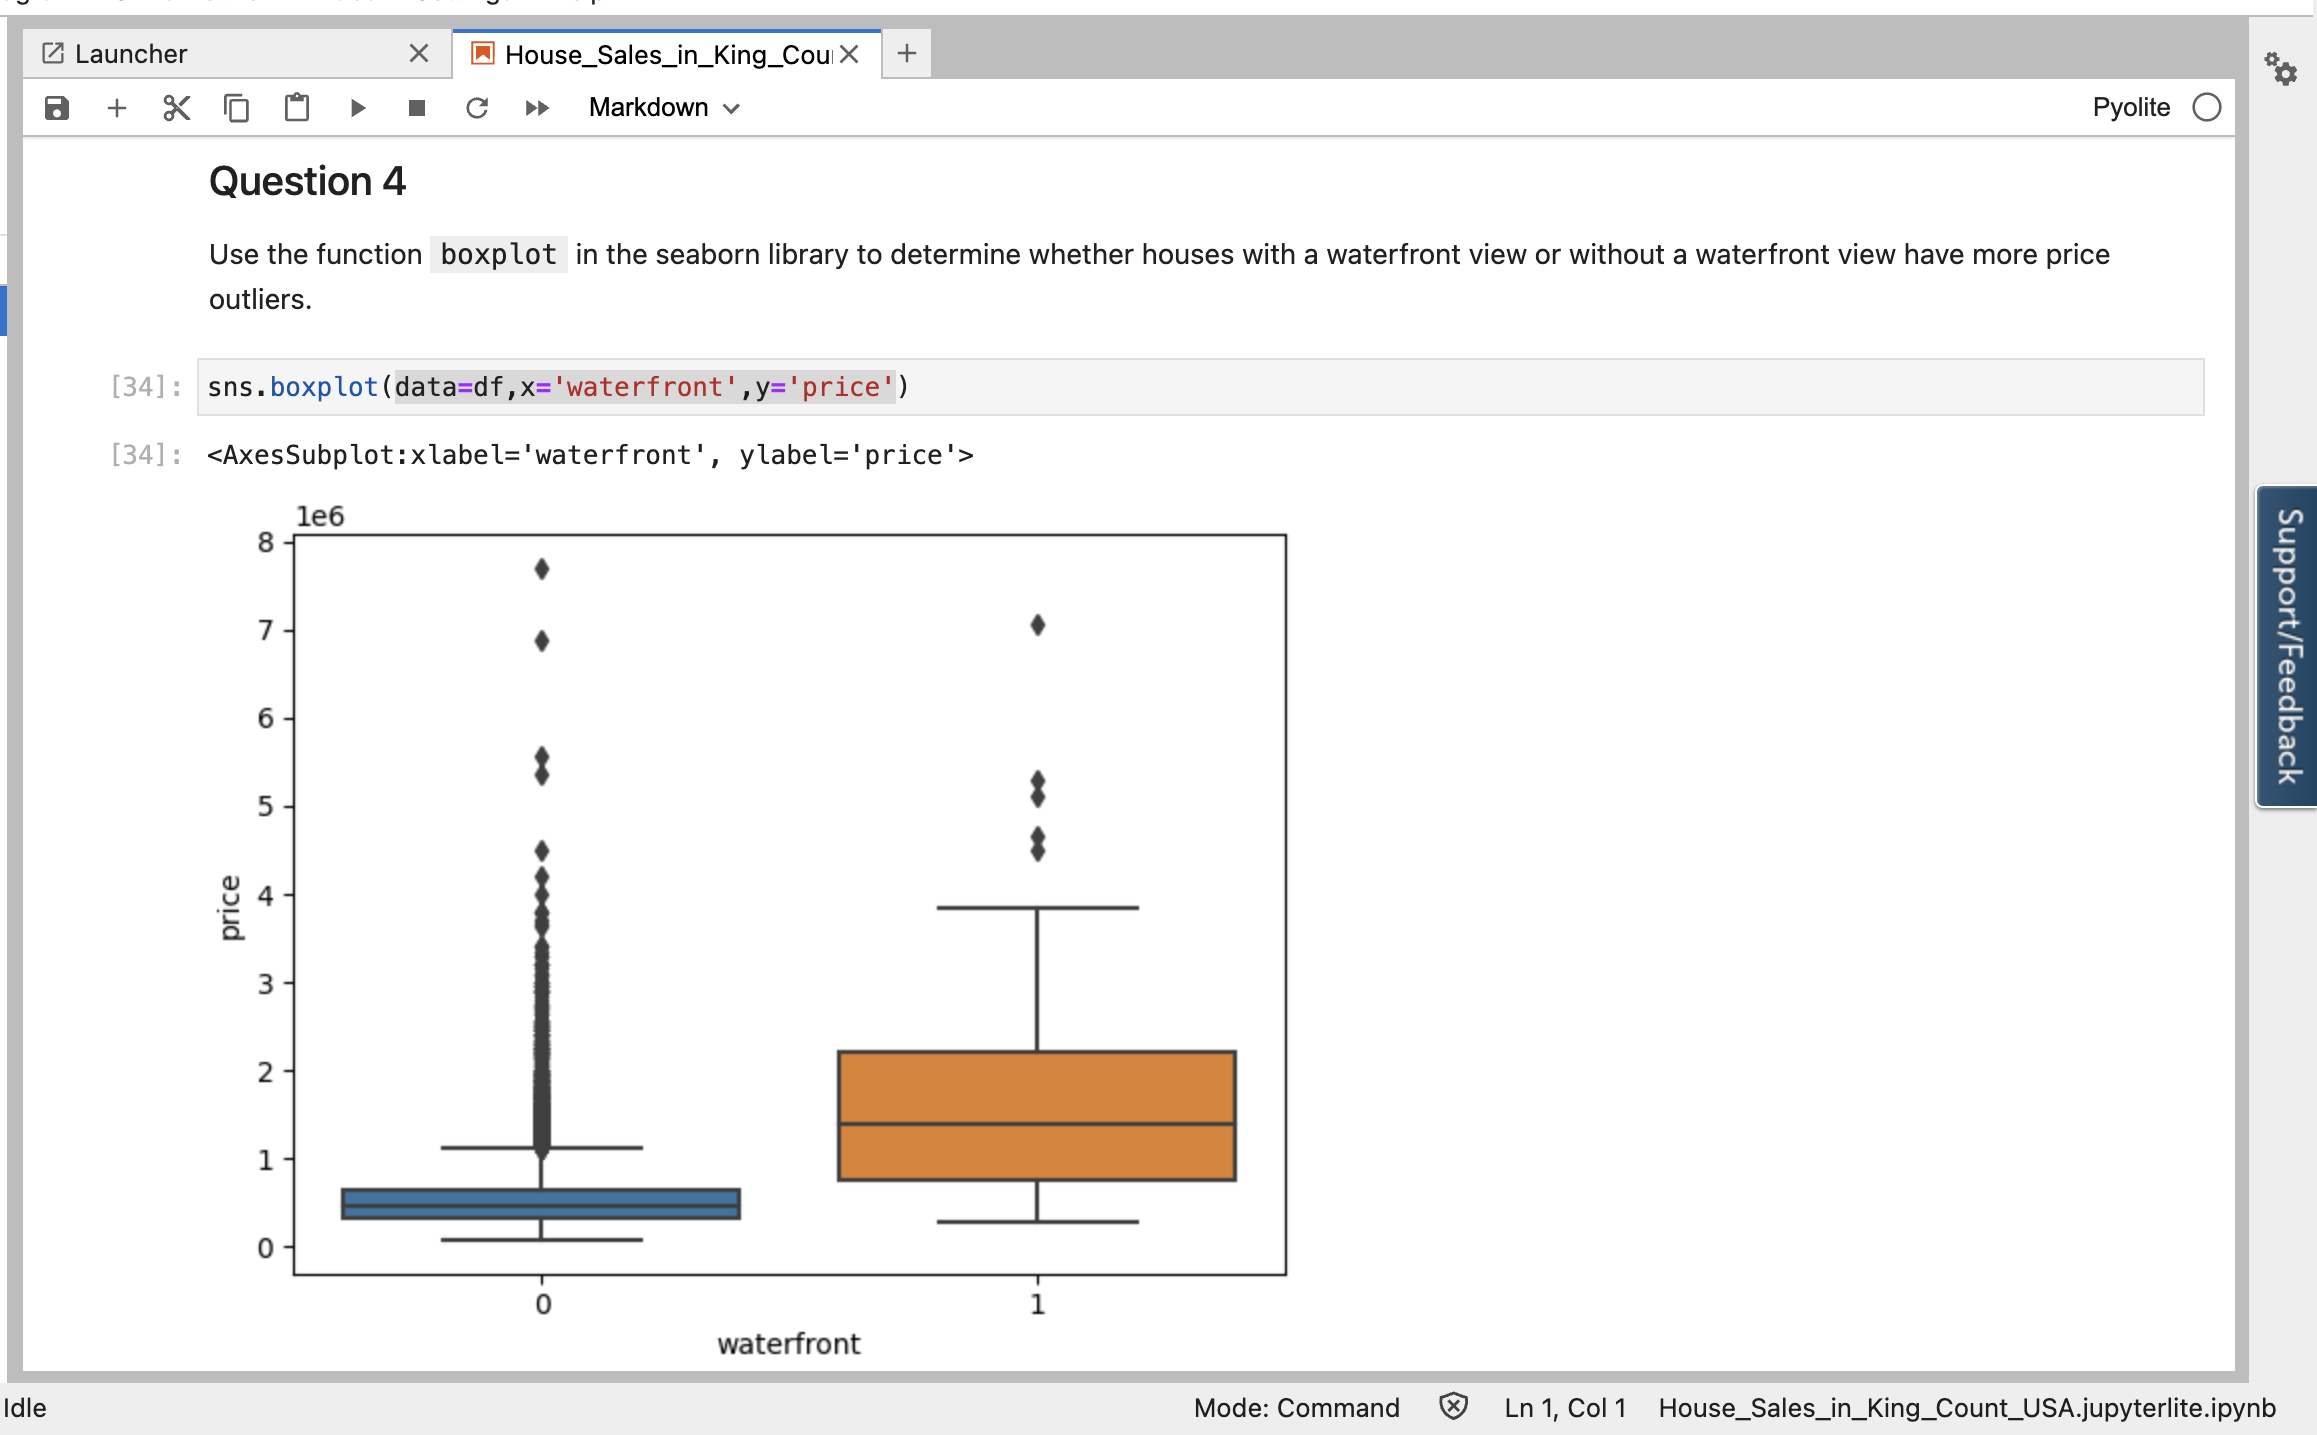 Launcher
House_Sales_in_King_Cou
Markdown
Pyolite
Question 4
Use the function boxplot in the seaborn library to determine whether houses with a waterfront view or without a waterfront view have more price
outliers.
[34]: sns.boxplot(data=df,x='waterfront',y='price')
[34]: <AxesSubplot:xlabel='waterfront', ylabel='price'>
1e6
8
7
6
5
4
3
2
1
0
price
0 1
waterfront
Support/Feedback
Idle
Mode: Command
Ln 1, Col 1
House_Sales_in_King_Count_USA.jupyterlite.ipynb